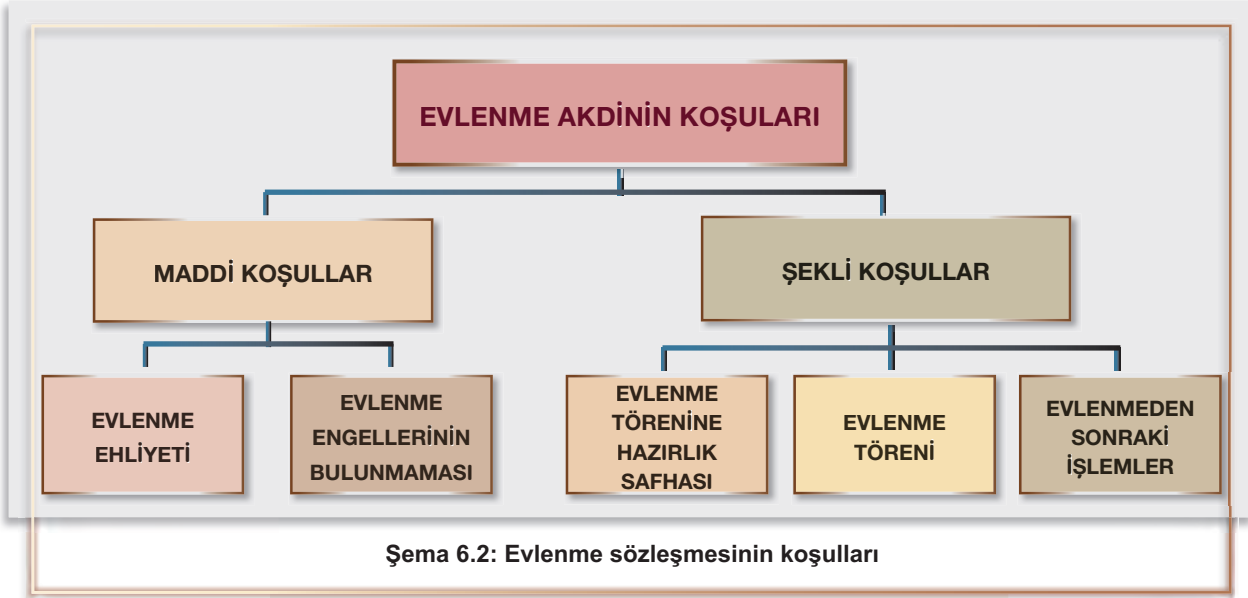 EVLENME AKDİNİN KOŞULARI
MADDİ KOŞULLAR
ŞEKLİ KOŞULLAR
EVLENME
EHLİYETİ
EVLENME
ENGELLERİNİN
BULUNMAMASI
EVLENME
TÖRENİNE
HAZIRLIK
SAFHASI
EVLENME
TÖRENİ
EVLENMEDEN
SONRAKİ
İŞLEMLER
Şema 6.2: Evlenme sözleşmesinin koşulları